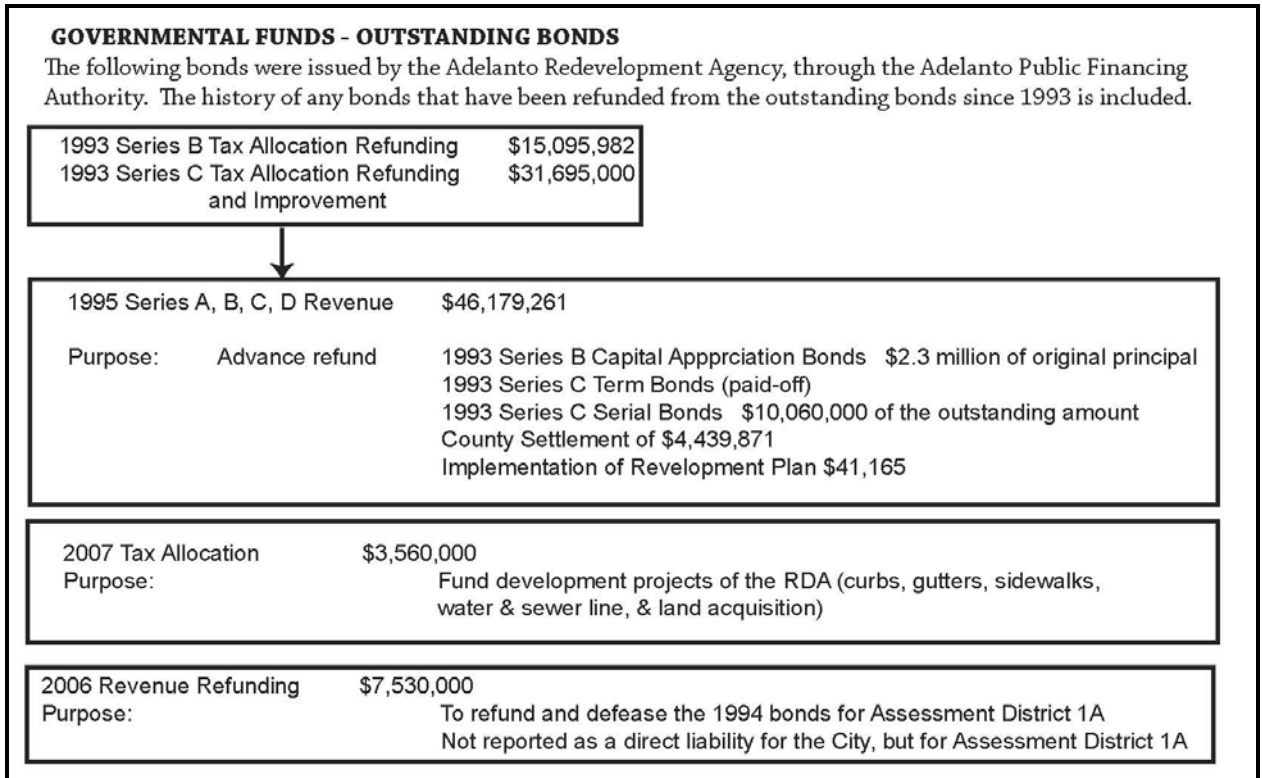 GOVERNMENTAL FUNDS - OUTSTANDING BONDS
The following bonds were issued by the Adelanto Redevelopment Agency, through the Adelanto Public Financing
Authority. The history of any bonds that have been refunded from the outstanding bonds since 1993 is included.
1993 Series B Tax Allocation Refunding $15,095,982
1993 Series C Tax Allocation Refunding $31,695,000
and Improvement
1995 Series A, B, C, D Revenue $46,179,261
Purpose: Advance refund 1993 Series B Capital Appprciation Bonds $2.3 million of original principal
1993 Series C Term Bonds (paid-off)
1993 Series C Serial Bonds $10,060,000 of the outstanding amount
County Settlement of $4,439,871
Implementation of Revelopment Plan $41,165
2007 Tax Allocation $3,560,000
Purpose: Fund development projects of the RDA (curbs, gutters, sidewalks,
water & sewer line, & land acquisition)
2006 Revenue Refunding $7,530,000
Purpose: To refund and defease the 1994 bonds for Assessment District 1A
Not reported as a direct liability for the City, but for Assessment District 1A